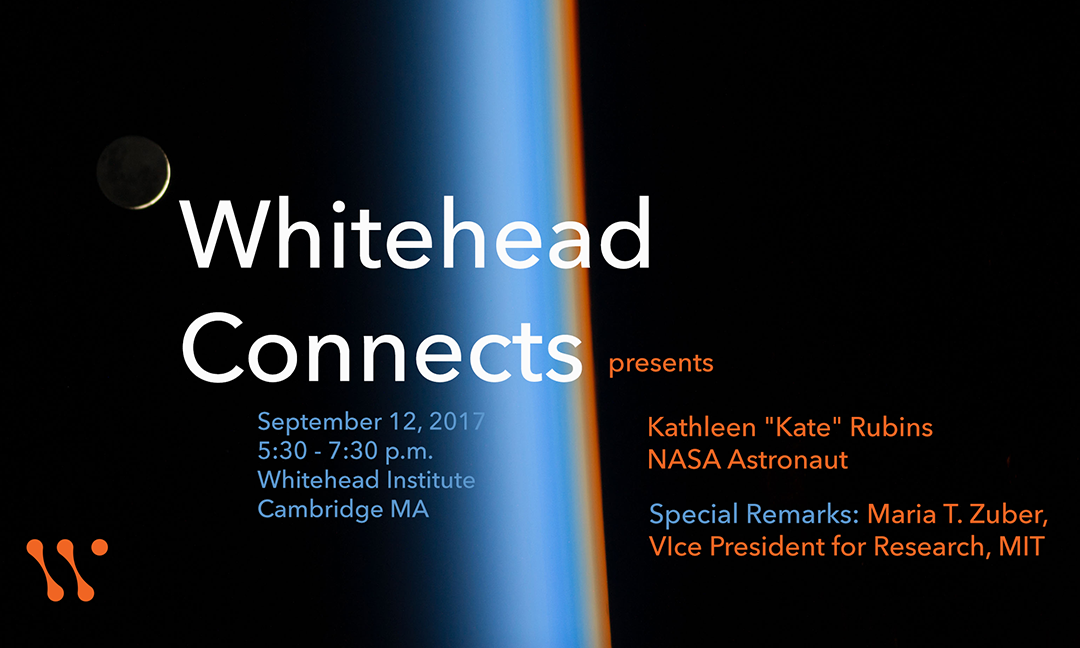 Whitehead
Connects
presents
September 12, 2017
5:30 - 7:30 p.m.
Whitehead Institute
Cambridge MA
Kathleen "Kate" Rubins
NASA Astronaut
Special Remarks: Maria T. Zuber,
VIce President for Research, MIT